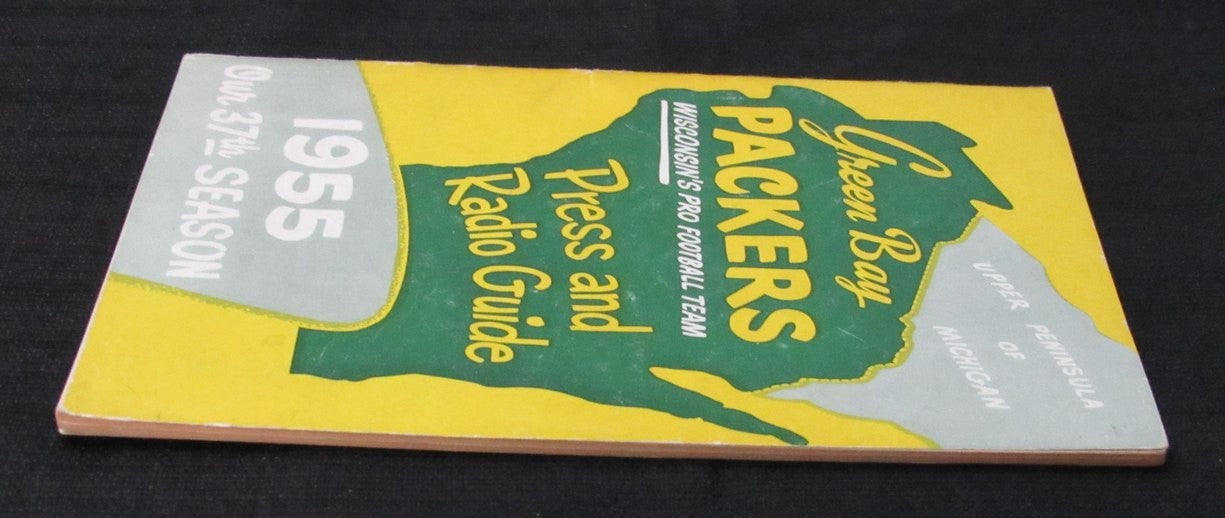 Green Bay
PACKERS
WISCONSIN'S PRO FOOTBALL TEAM
Press and
Radio Guide
UPPER PENINSULA
OF
MICHIGAN
1955
Our 37th SEASON